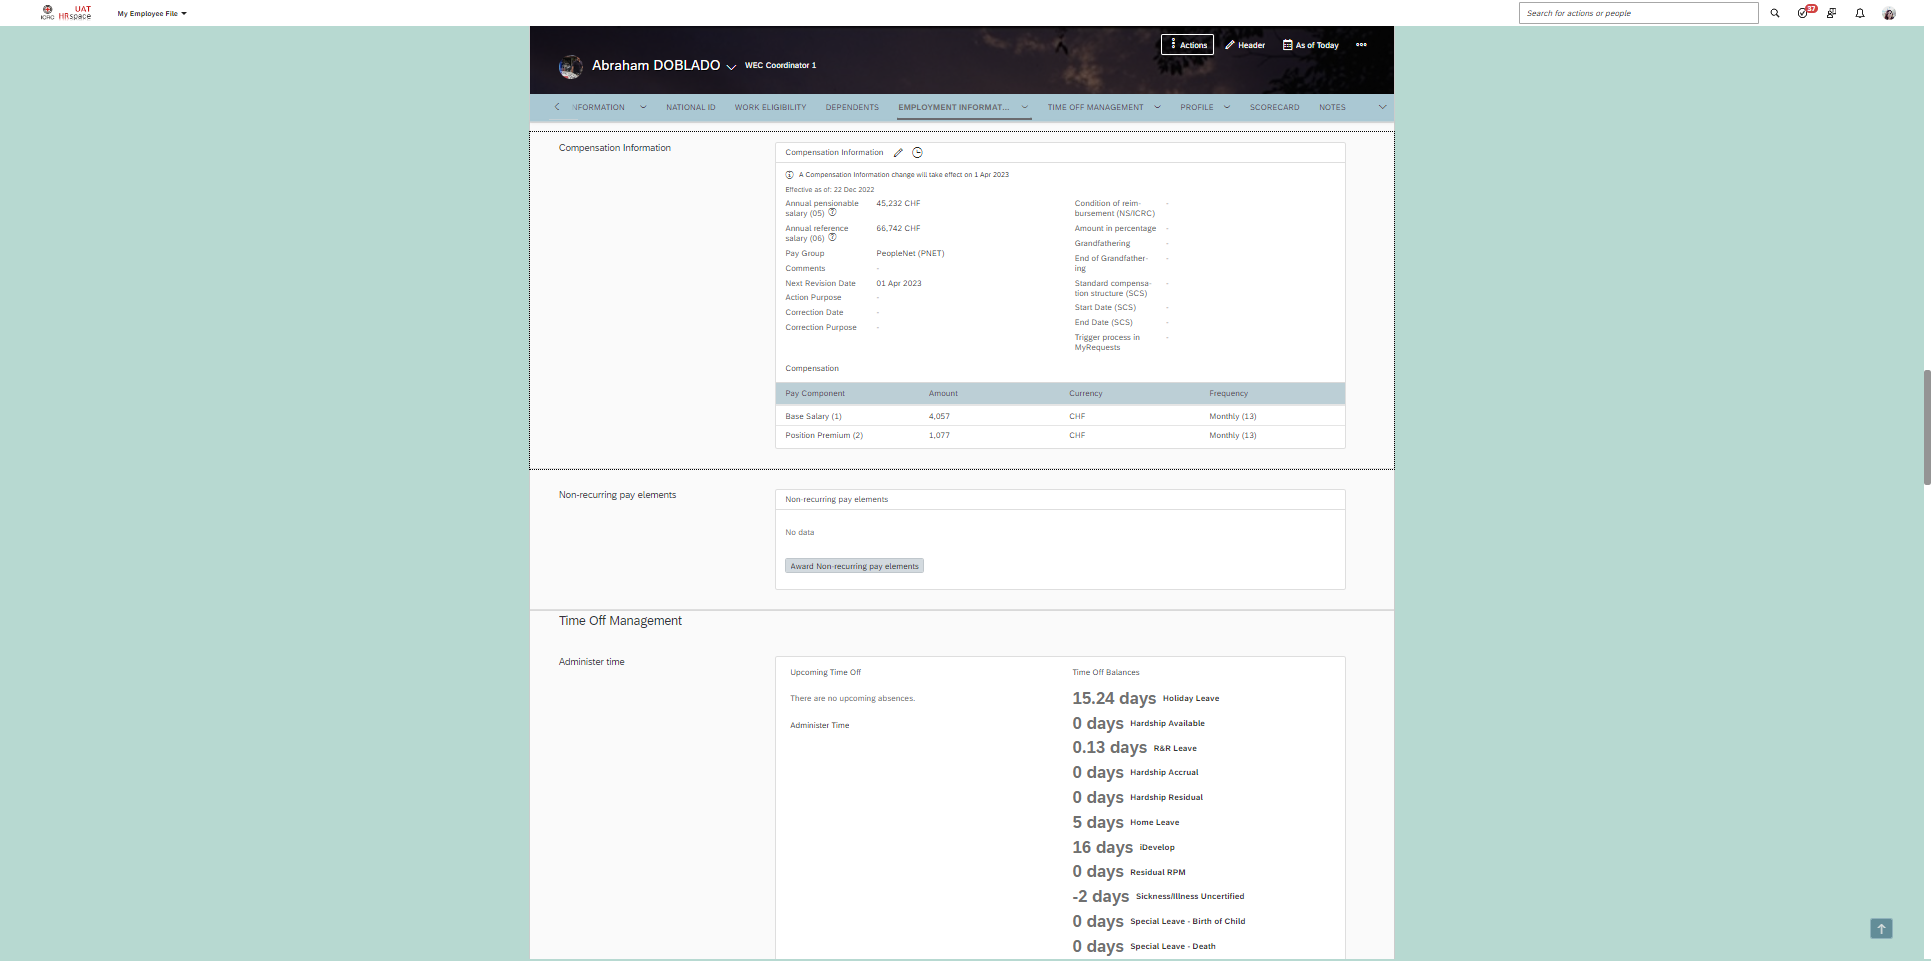 ICRC
UAT
HRspace
My Employee File
Search for actions or people
37
Abraham DOBLADO
WEC Coordinator 1
Actions
Header
As of Today
NFORMATION
NATIONAL ID
WORK ELIGIBILITY
DEPENDENTS
EMPLOYMENT INFORMAT...
TIME OFF MANAGEMENT
PROFILE
SCORECARD
NOTES
Compensation Information
Compensation Information
A Compensation Information change will take effect on 1 Apr 2023
Effective as of: 22 Dec 2022
Annual pensionable
salary (05)
45,232 CHF
Annual reference
salary (06)
66,742 CHF
Pay Group
PeopleNet (PNET)
Comments
-
Next Revision Date
01 Apr 2023
Action Purpose
-
Correction Date
-
Correction Purpose
-
Condition of reim-
bursement (NS/ICRC)
-
Amount in percentage
-
Grandfathering
-
End of Grandfather-
ing
-
Standard compensa-
tion structure (SCS)
-
Start Date (SCS)
-
End Date (SCS)
-
Trigger process in
MyRequests
-
Compensation
Pay Component Amount Currency Frequency
Base Salary (1) 4,057 CHF Monthly (13)
Position Premium (2) 1,077 CHF Monthly (13)
Non-recurring pay elements
Non-recurring pay elements
No data
Award Non-recurring pay elements
Time Off Management
Administer time
Upcoming Time Off
There are no upcoming absences.
Administer Time
Time Off Balances
15.24 days Holiday Leave
0 days Hardship Available
0.13 days R&R Leave
0 days Hardship Accrual
0 days Hardship Residual
5 days Home Leave
16 days iDevelop
0 days Residual RPM
-2 days Sickness/Illness Uncertified
0 days Special Leave - Birth of Child
0 days Special Leave - Death